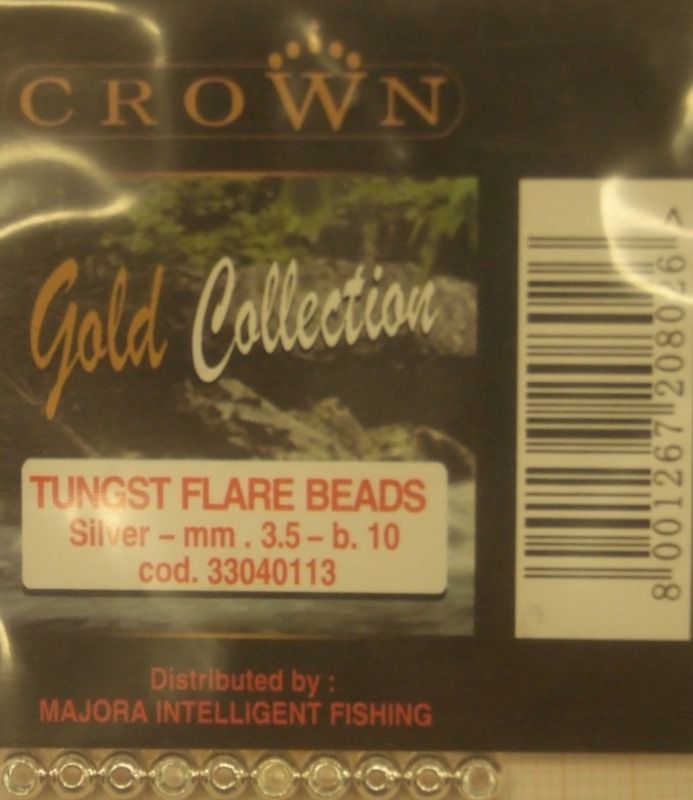 CROWN
Gold Collection
TUNGST FLARE BEADS
Silver – mm . 3.5 – b. 10
cod. 33040113
Distributed by :
MAJORA INTELLIGENT FISHING
8 001267 208026 >